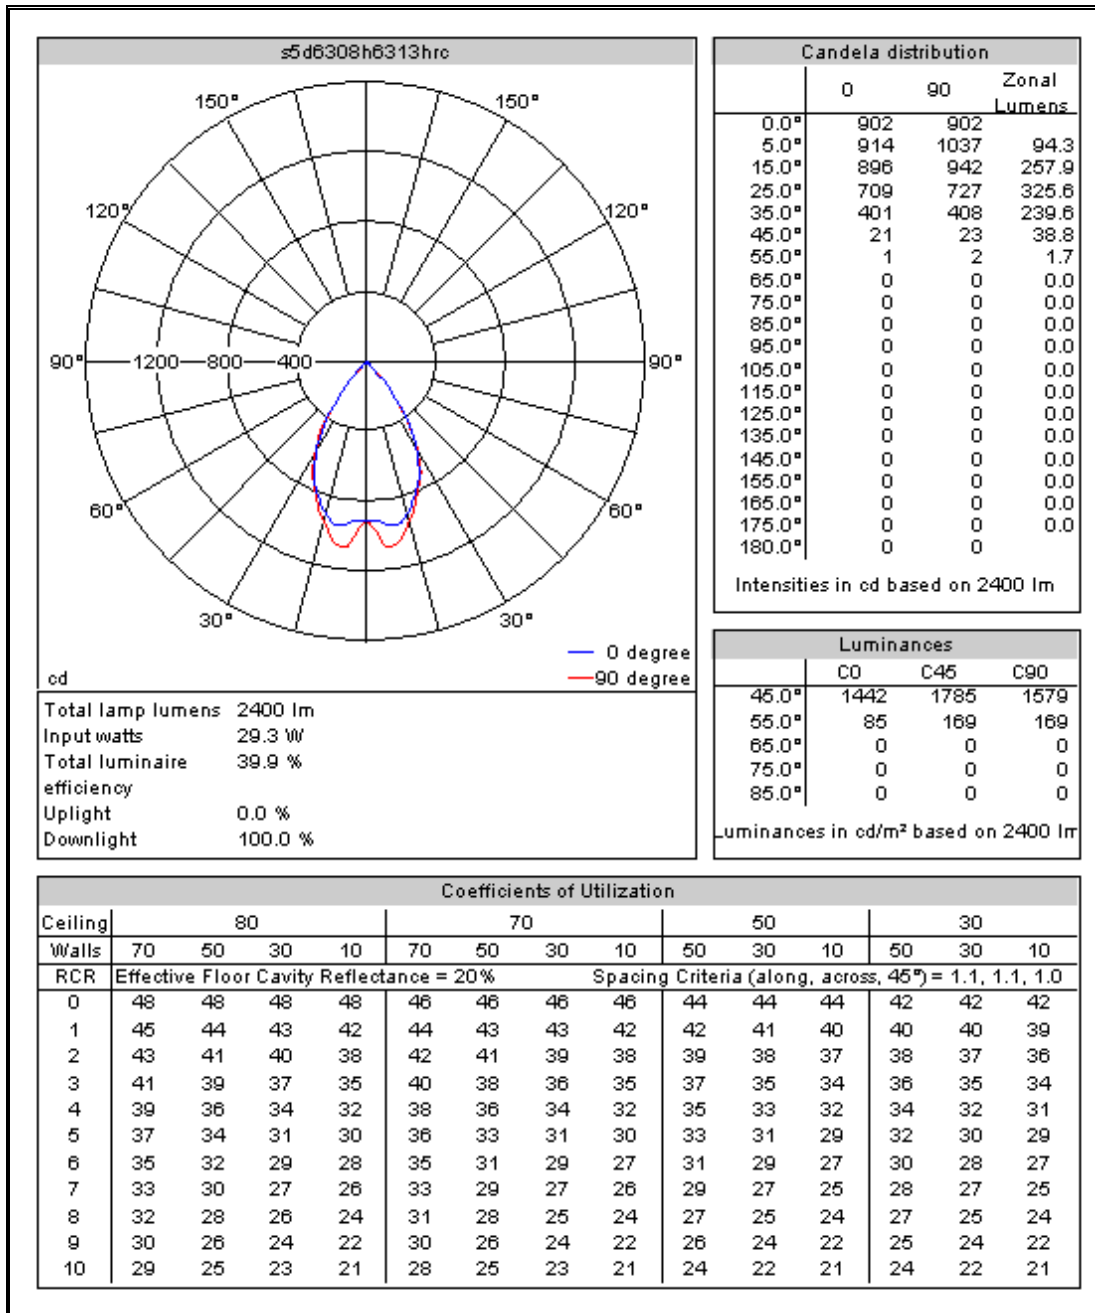 s5d6308h6313hrc
150° 150°
120° 120°
90° 1200 800 400 90°
60° 60°
30° 30°
0 degree
cd 90 degree
Total lamp lumens 2400 lm
Input watts 29.3 W
Total luminaire 39.9 %
efficiency
Uplight 0.0 %
Downlight 100.0 %
Candela distribution
0 90 Zonal
Lumens
0.0° 902 902
5.0° 914 1037 94.3
15.0° 896 942 257.9
25.0° 709 727 325.6
35.0° 401 408 239.6
45.0° 21 23 38.8
55.0° 1 2 1.7
65.0° 0 0 0.0
75.0° 0 0 0.0
85.0° 0 0 0.0
95.0° 0 0 0.0
105.0° 0 0 0.0
115.0° 0 0 0.0
125.0° 0 0 0.0
135.0° 0 0 0.0
145.0° 0 0 0.0
155.0° 0 0 0.0
165.0° 0 0 0.0
175.0° 0 0 0.0
180.0° 0 0
Intensities in cd based on 2400 lm
Luminances
C0 C45 C90
45.0° 1442 1785 1579
55.0° 85 169 169
65.0° 0 0 0
75.0° 0 0 0
85.0° 0 0 0
Luminances in cd/m² based on 2400 lm
Coefficients of Utilization
Ceiling 80 70 50 30
Walls 70 50 30 10 70 50 30 10 50 30 10 50 30 10
RCR Effective Floor Cavity Reflectance = 20% Spacing Criteria (along, across, 45°) = 1.1, 1.1, 1.0
0 48 48 48 48 46 46 46 46 44 44 44 42 42 42
1 45 44 43 42 44 43 43 42 42 41 40 40 40 39
2 43 41 40 38 42 41 39 38 39 38 37 38 37 36
3 41 39 37 35 40 38 36 35 37 35 34 36 35 34
4 39 36 34 32 38 36 34 32 35 33 32 34 32 31
5 37 34 31 30 36 33 31 30 33 31 29 32 30 29
6 35 32 29 28 35 31 29 27 31 29 27 30 28 27
7 33 30 27 26 33 29 27 26 29 27 25 28 27 25
8 32 28 26 24 31 28 25 24 27 25 24 27 25 24
9 30 26 24 22 30 26 24 22 26 24 22 25 24 22
10 29 25 23 21 28 25 23 21 24 22 21 24 22 21